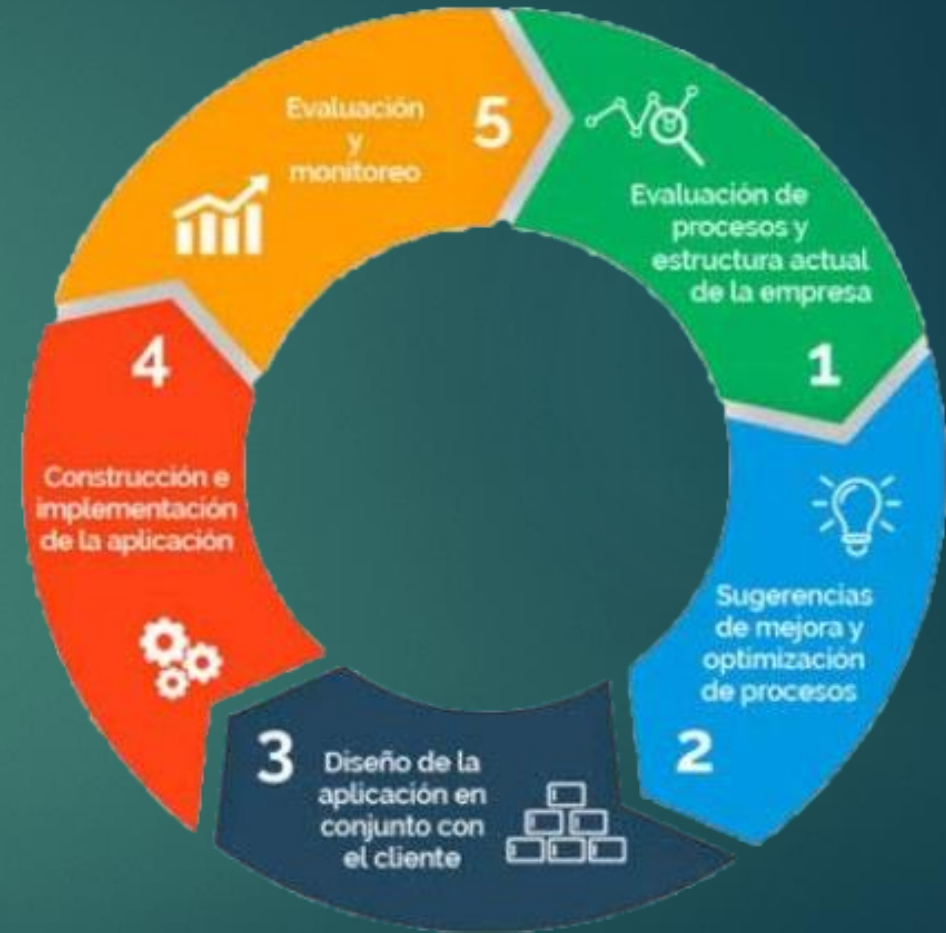 1
Evaluación de
procesos y
estructura actual
de la empresa
2
Sugerencias
de mejora y
optimización
de procesos
3
Diseño de la
aplicación en
conjunto con
el cliente
4
Construcción e
implementación
de la aplicación
5
Evaluación
y
monitoreo